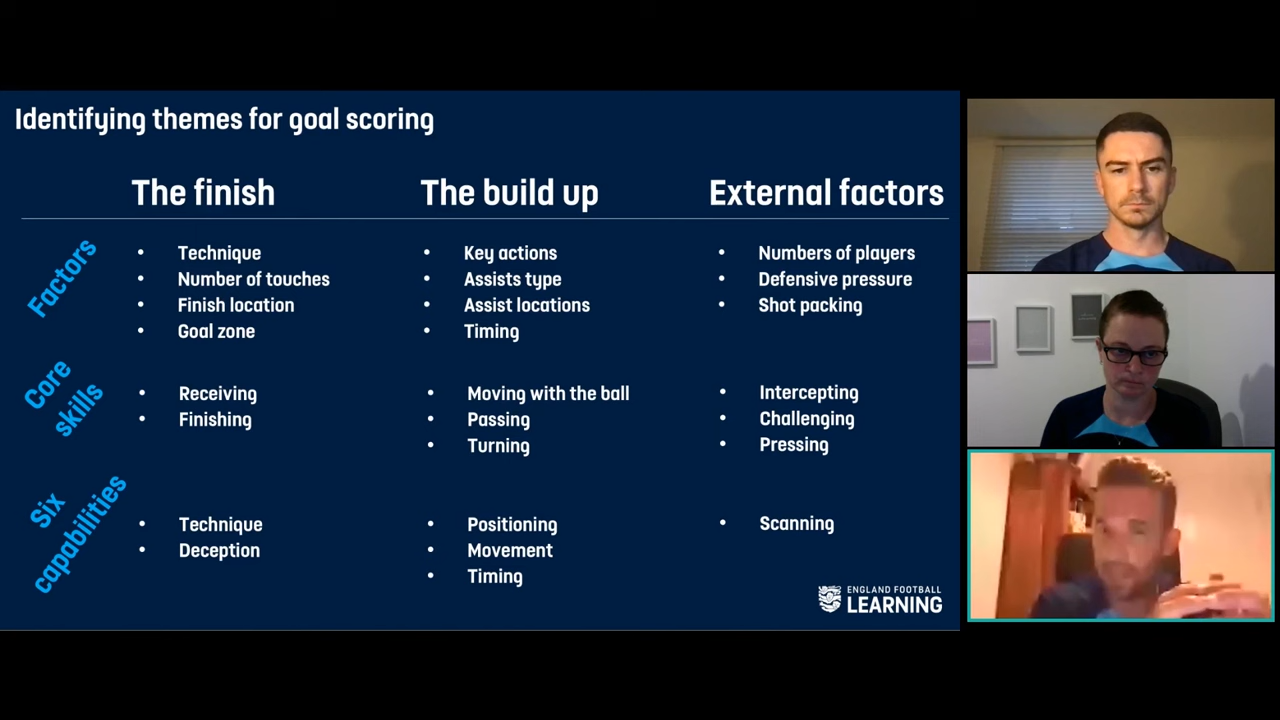 Identifying themes for goal scoring
The finish
The build up
External factors
Factors
• Technique
• Number of touches
• Finish location
• Goal zone
• Key actions
• Assists type
• Assist locations
• Timing
• Numbers of players
• Defensive pressure
• Shot packing
Core
skills
• Receiving
• Finishing
• Moving with the ball
• Passing
• Turning
• Intercepting
• Challenging
• Pressing
Six
capabilities
• Technique
• Deception
• Positioning
• Movement
• Timing
• Scanning
ENGLAND FOOTBALL
LEARNING